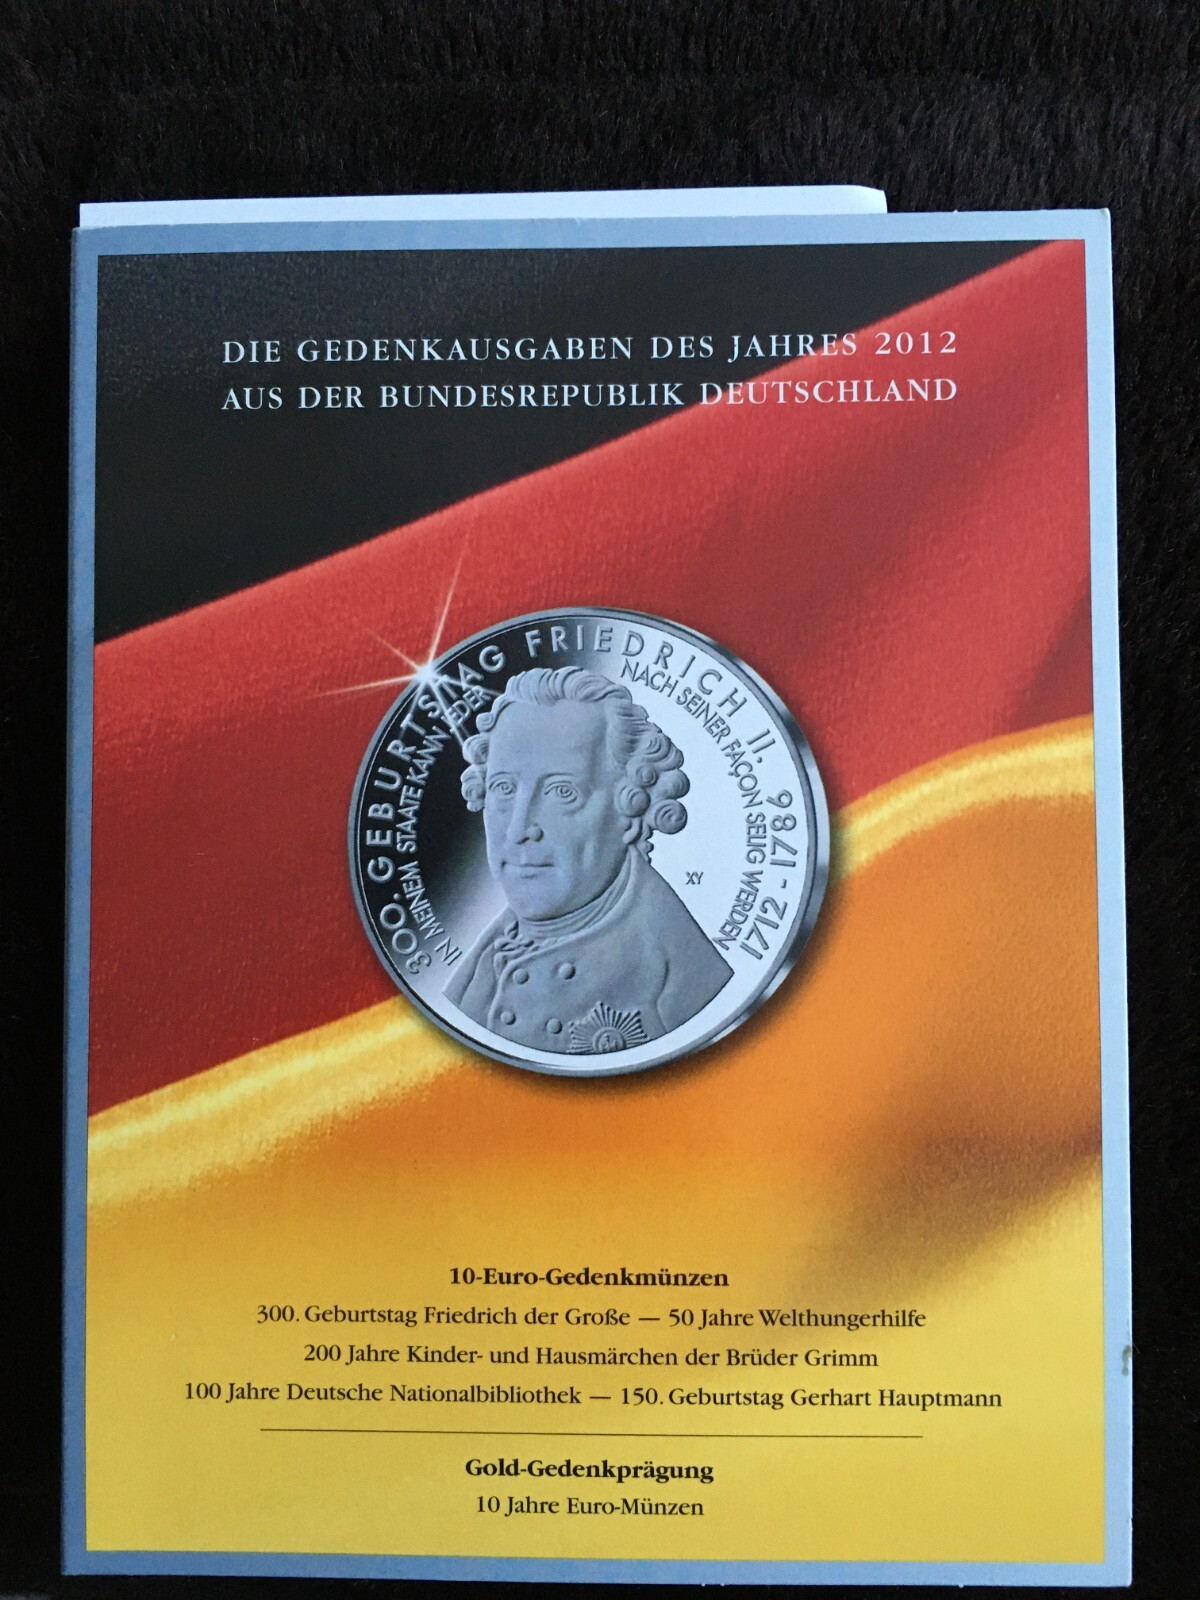 DIE GEDENKAUSGABEN DES JAHRES 2012
AUS DER BUNDESREPUBLIK DEUTSCHLAND
300. GEBURTSTAG FRIEDRICH II.
1712 - 1786
IN MEINEM STAATE KANN JEDER
NACH SEINER FAÇON SELIG WERDEN
XY
10-Euro-Gedenkmünzen
300. Geburtstag Friedrich der Große — 50 Jahre Welthungerhilfe
200 Jahre Kinder- und Hausmärchen der Brüder Grimm
100 Jahre Deutsche Nationalbibliothek — 150. Geburtstag Gerhart Hauptmann
Gold-Gedenkprägung
10 Jahre Euro-Münzen